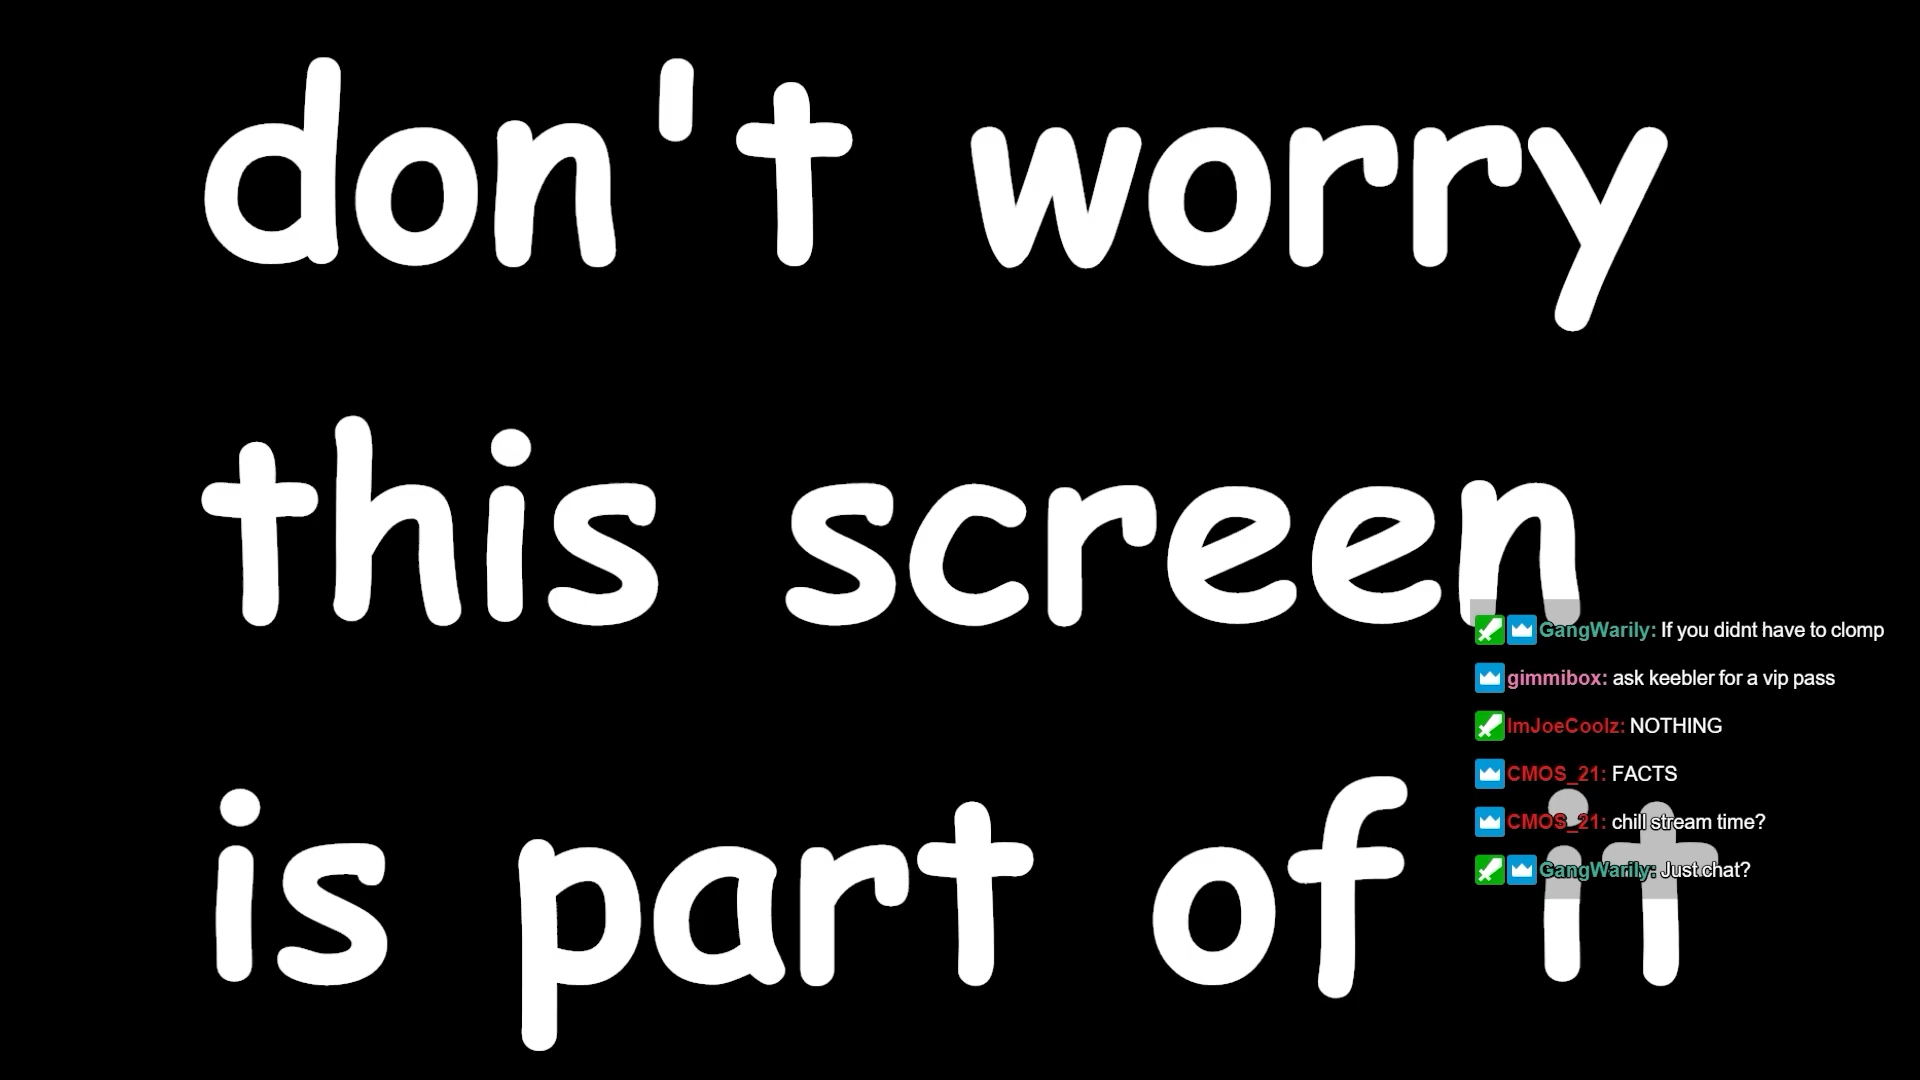 don't worry
this screen
is part of it
GangWarily: If you didnt have to clomp
gimmibox: ask keebler for a vip pass
ImJoeCoolz: NOTHING
CMOS_21: FACTS
CMOS_21: chill stream time?
GangWarily: Just chat?